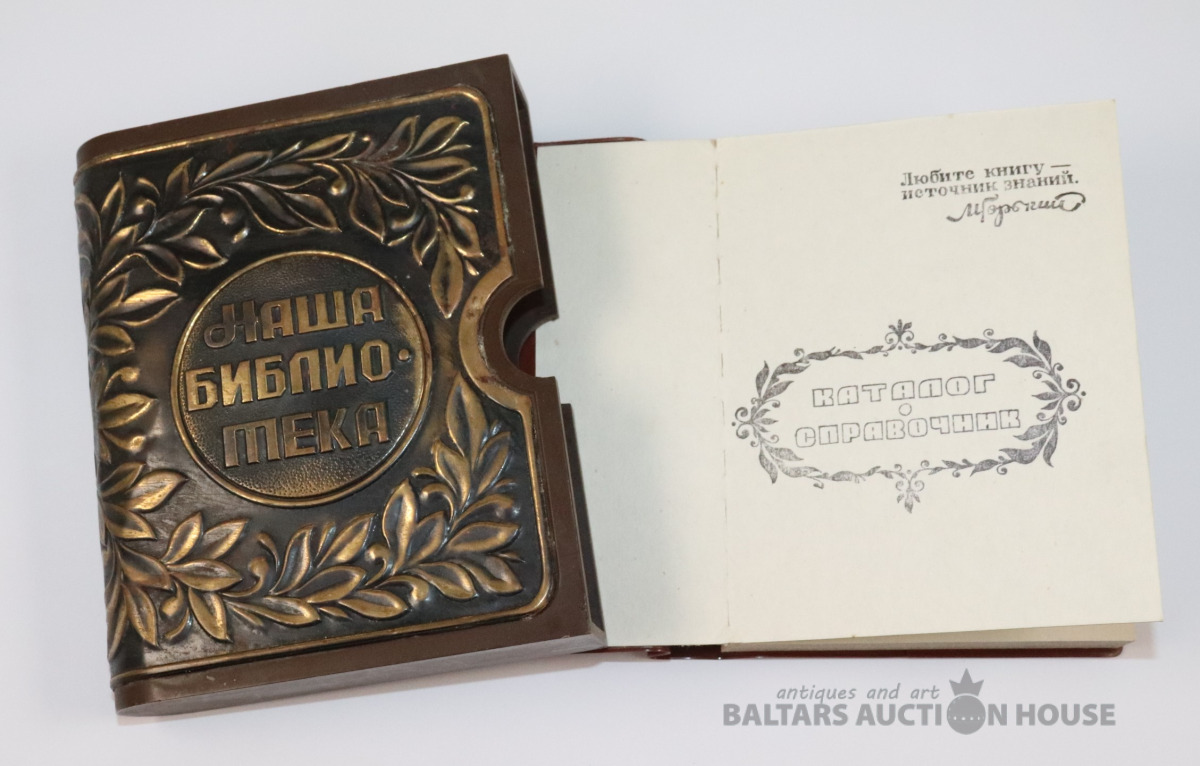 НАША
БИБЛИО·
ТЕКА
Любите книгу —
источник знаний.
М Горький
КАТАЛОГ
•
СПРАВОЧНИК
antiques and art
BALTARS AUCTION HOUSE